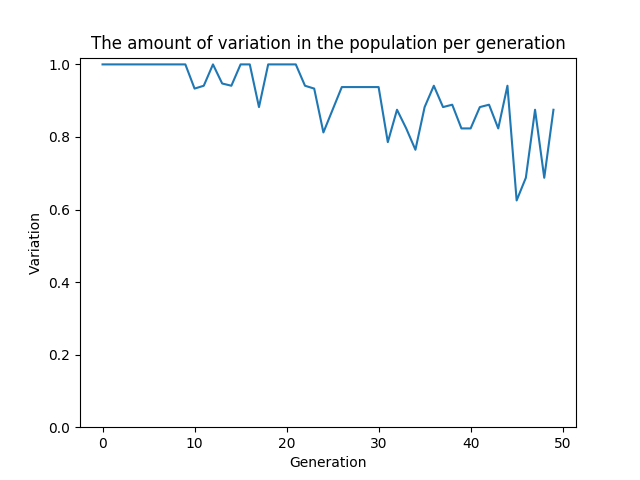 The amount of variation in the population per generation
1.0
0.8
0.6
0.4
0.2
0.0
Variation
0 10 20 30 40 50
Generation